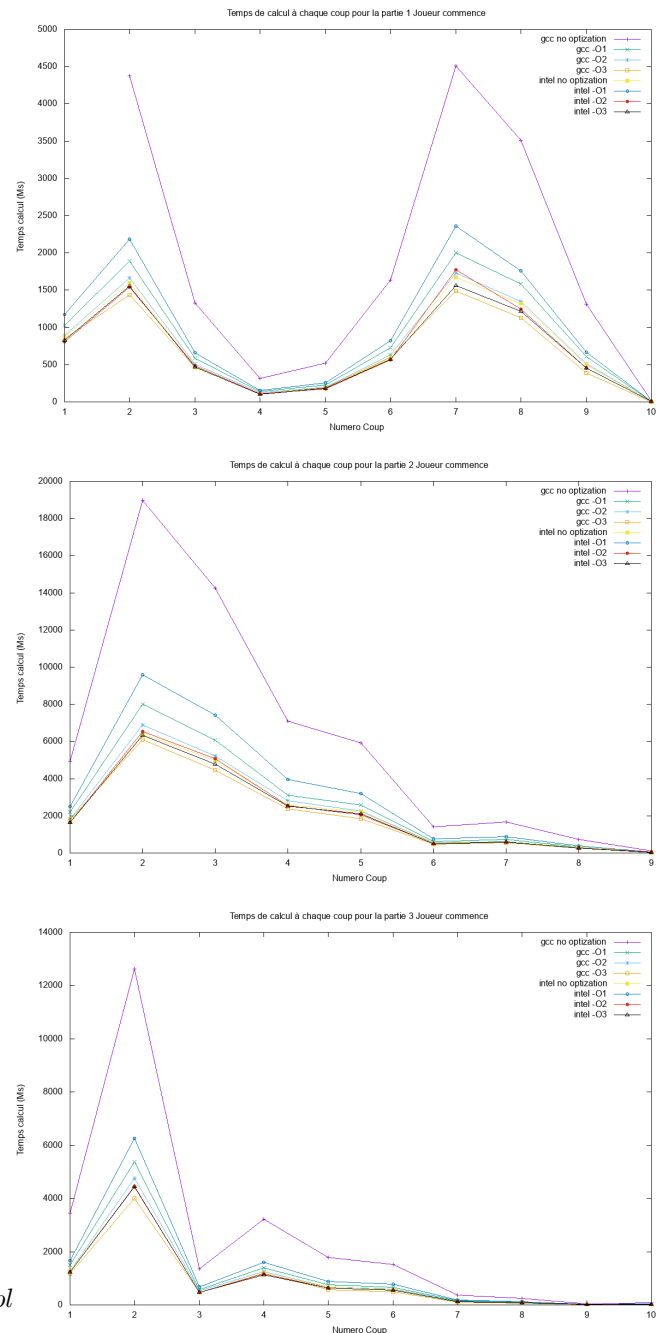 Temps de calcul à chaque coup pour la partie 1 Joueur commence
5000
4500
4000
3500
3000
2500
2000
1500
1000
500
0
Temps calcul (Ms)
gcc no optization
gcc -O1
gcc -O2
gcc -O3
intel no optization
intel -O1
intel -O2
intel -O3
1 2 3 4 5 6 7 8 9 10
Numero Coup
Temps de calcul à chaque coup pour la partie 2 Joueur commence
20000
18000
16000
14000
12000
10000
8000
6000
4000
2000
0
Temps calcul (Ms)
gcc no optization
gcc -O1
gcc -O2
gcc -O3
intel no optization
intel -O1
intel -O2
intel -O3
1 2 3 4 5 6 7 8 9
Numero Coup
Temps de calcul à chaque coup pour la partie 3 Joueur commence
14000
12000
10000
8000
6000
4000
2000
0
Temps calcul (Ms)
gcc no optization
gcc -O1
gcc -O2
gcc -O3
intel no optization
intel -O1
intel -O2
intel -O3
ol
1 2 3 4 5 6 7 8 9 10
Numero Coup